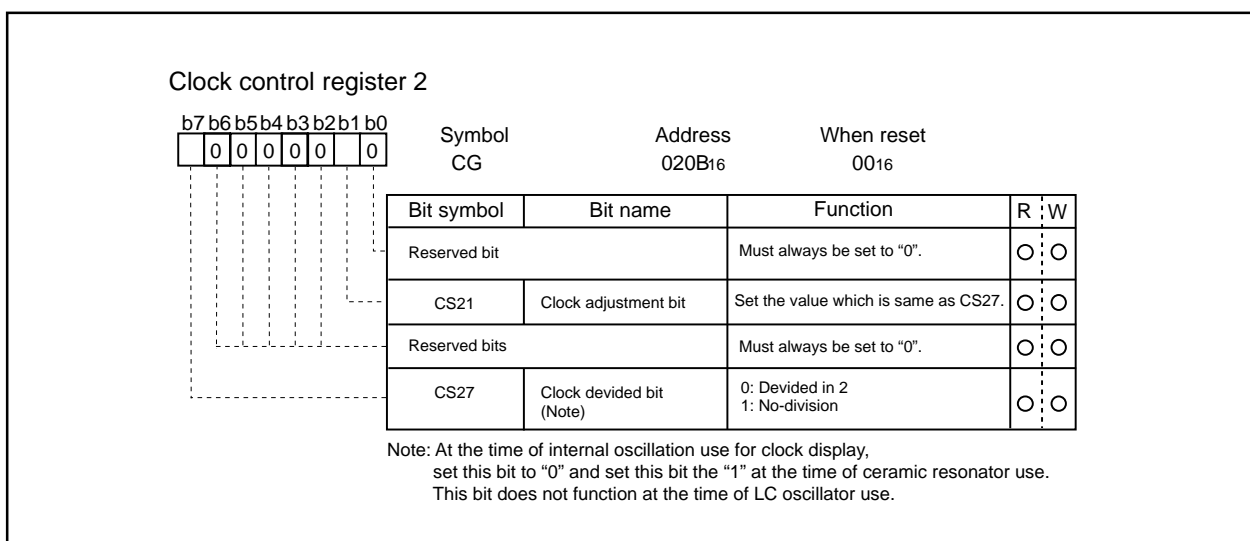 Clock control register 2
b7 b6 b5 b4 b3 b2 b1 b0
0 0 0 0 0 0
Symbol Address When reset
CG 020B16 0016
Bit symbol Bit name Function R W
Reserved bit Must always be set to “0”.
CS21 Clock adjustment bit Set the value which is same as CS27.
Reserved bits Must always be set to “0”.
CS27 Clock devided bit
(Note)
0: Devided in 2
1: No-division
Note: At the time of internal oscillation use for clock display,
set this bit to “0” and set this bit the “1” at the time of ceramic resonator use.
This bit does not function at the time of LC oscillator use.